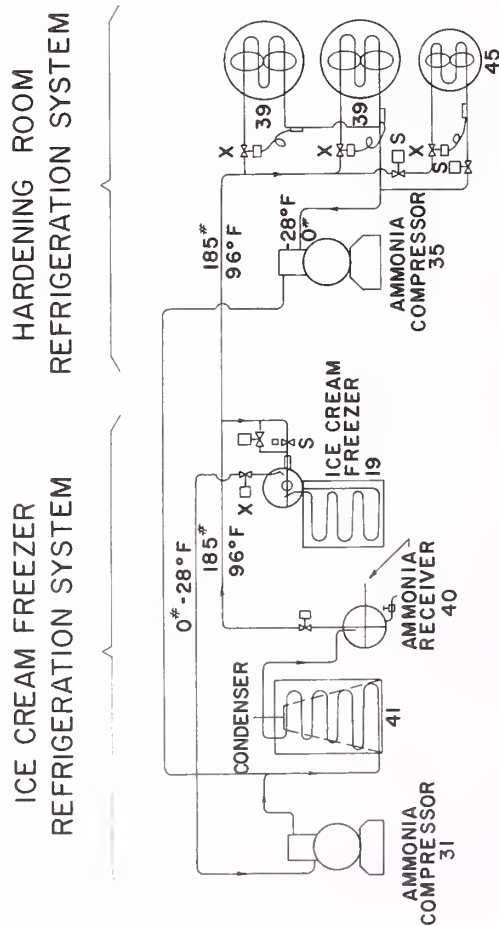 ICE CREAM FREEZER
REFRIGERATION SYSTEM
HARDENING ROOM
REFRIGERATION SYSTEM
0# -28°F
185#
96°F
185#
96°F
-28°F
0#
X
39
X
39
S
X
S
45
X
S
CONDENSER
41
AMMONIA
COMPRESSOR
31
AMMONIA
RECEIVER
40
ICE CREAM
FREEZER
19
AMMONIA
COMPRESSOR
35